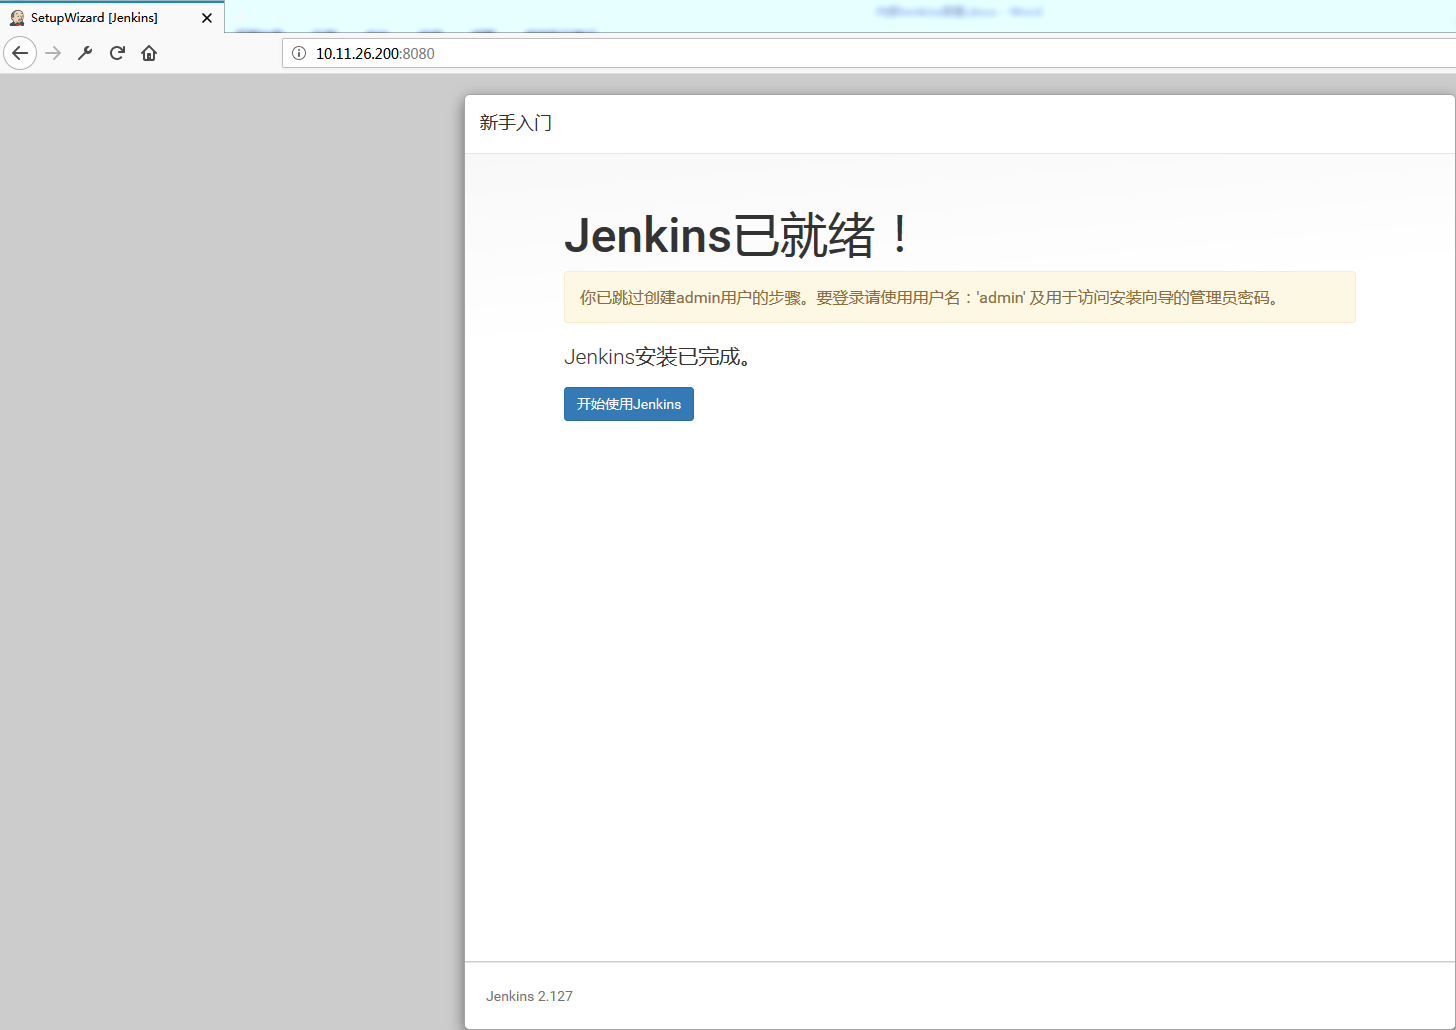 SetupWizard [Jenkins]
10.11.26.200:8080
新手入门
Jenkins已就绪！
你已跳过创建admin用户的步骤。要登录请使用用户名：'admin' 及用于访问安装向导的管理员密码。
Jenkins安装已完成。
开始使用Jenkins
Jenkins 2.127